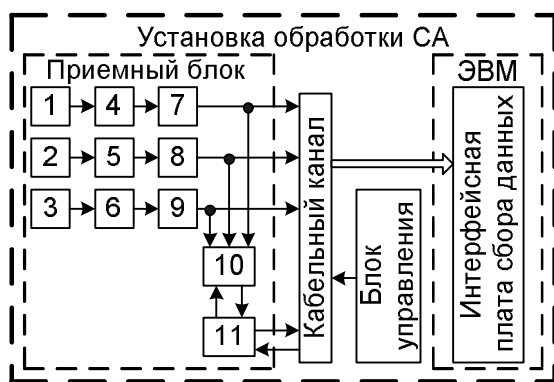 Установка обработки СА
Приемный блок
ЭВМ
1 4 7
2 5 8
3 6 9
10
11
Кабельный канал
Блок
управления
Интерфейсная
плата сбора данных